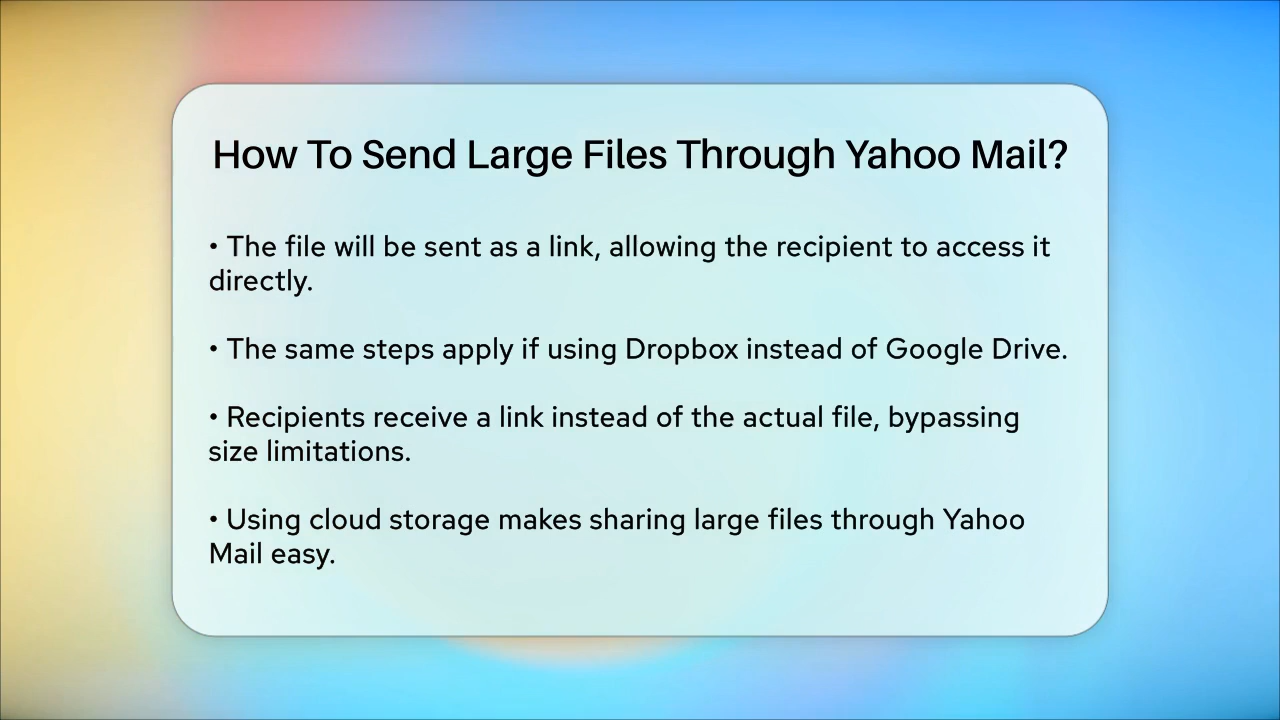 How To Send Large Files Through Yahoo Mail?
• The file will be sent as a link, allowing the recipient to access it
directly.
• The same steps apply if using Dropbox instead of Google Drive.
• Recipients receive a link instead of the actual file, bypassing
size limitations.
• Using cloud storage makes sharing large files through Yahoo
Mail easy.